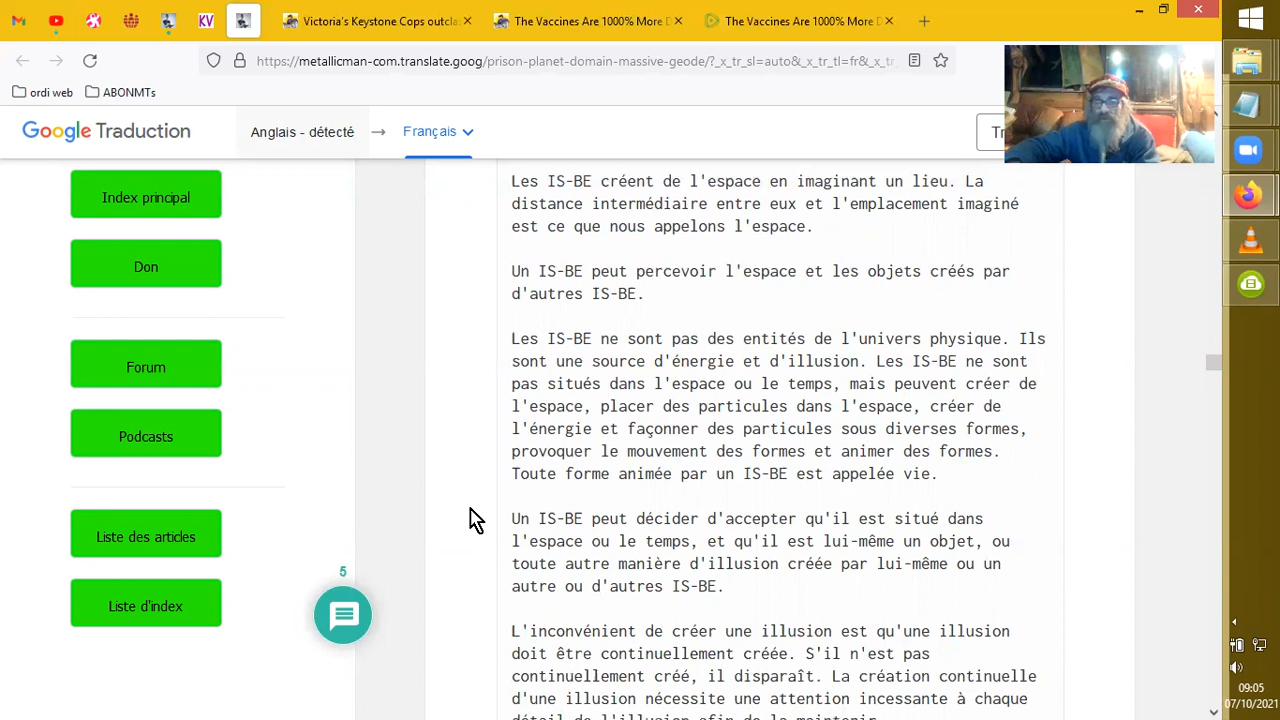 Victoria's Keystone Cops outcla
The Vaccines Are 1000% More D
The Vaccines Are 1000% More D
KV
https://metallicman-com.translate.goog/prison-planet-domain-massive-geode/?_x_tr_sl=auto&_x_tr_tl=fr&_x_tr_
ordi web
ABONMTs
Google Traduction
Anglais - détecté
Français
Index principal
Don
Forum
Podcasts
Liste des articles
Liste d'index
5
Les IS-BE créent de l'espace en imaginant un lieu. La
distance intermédiaire entre eux et l'emplacement imaginé
est ce que nous appelons l'espace.
Un IS-BE peut percevoir l'espace et les objets créés par
d'autres IS-BE.
Les IS-BE ne sont pas des entités de l'univers physique. Ils
sont une source d'énergie et d'illusion. Les IS-BE ne sont
pas situés dans l'espace ou le temps, mais peuvent créer de
l'espace, placer des particules dans l'espace, créer de
l'énergie et façonner des particules sous diverses formes,
provoquer le mouvement des formes et animer des formes.
Toute forme animée par un IS-BE est appelée vie.
Un IS-BE peut décider d'accepter qu'il est situé dans
l'espace ou le temps, et qu'il est lui-même un objet, ou
toute autre manière d'illusion créée par lui-même ou un
autre ou d'autres IS-BE.
L'inconvénient de créer une illusion est qu'une illusion
doit être continuellement créée. S'il n'est pas
continuellement créé, il disparaît. La création continuelle
d'une illusion nécessite une attention incessante à chaque
détail de l'illusion afin de la maintenir.
09:05
07/10/2021